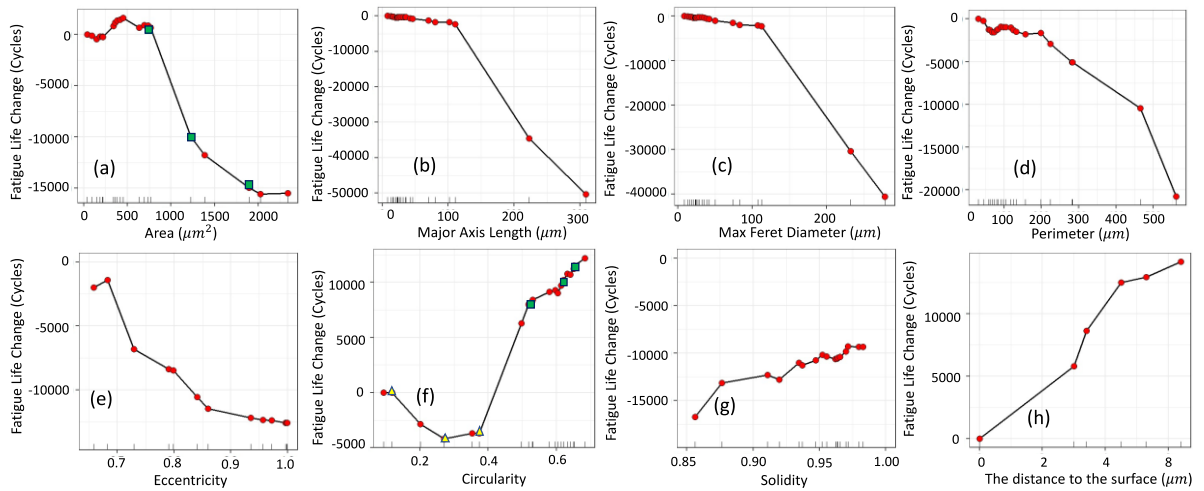 Fatigue Life Change (Cycles)
0
-5000
-10000
-15000
(a)
0 500 1000 1500 2000
Area (μm²)
Fatigue Life Change (Cycles)
0
-10000
-20000
-30000
-40000
-50000
(b)
0 100 200 300
Major Axis Length (μm)
Fatigue Life Change (Cycles)
0
-10000
-20000
-30000
-40000
(c)
0 200
Max Feret Diameter (μm)
Fatigue Life Change (Cycles)
0
-5000
-10000
-15000
-20000
(d)
0 100 200 300 400 500
Perimeter (μm)
Fatigue Life Change (Cycles)
0
-5000
-10000
(e)
0.7 0.8 0.9 1.0
Eccentricity
Fatigue Life Change (Cycles)
10000
5000
0
-5000
(f)
0.2 0.4 0.6
Circularity
Fatigue Life Change (Cycles)
0
-5000
-10000
-15000
(g)
0.85 0.90 0.95 1.00
Solidity
Fatigue Life Change (Cycles)
10000
5000
0
(h)
0 2 4 8
The distance to the surface (μm)